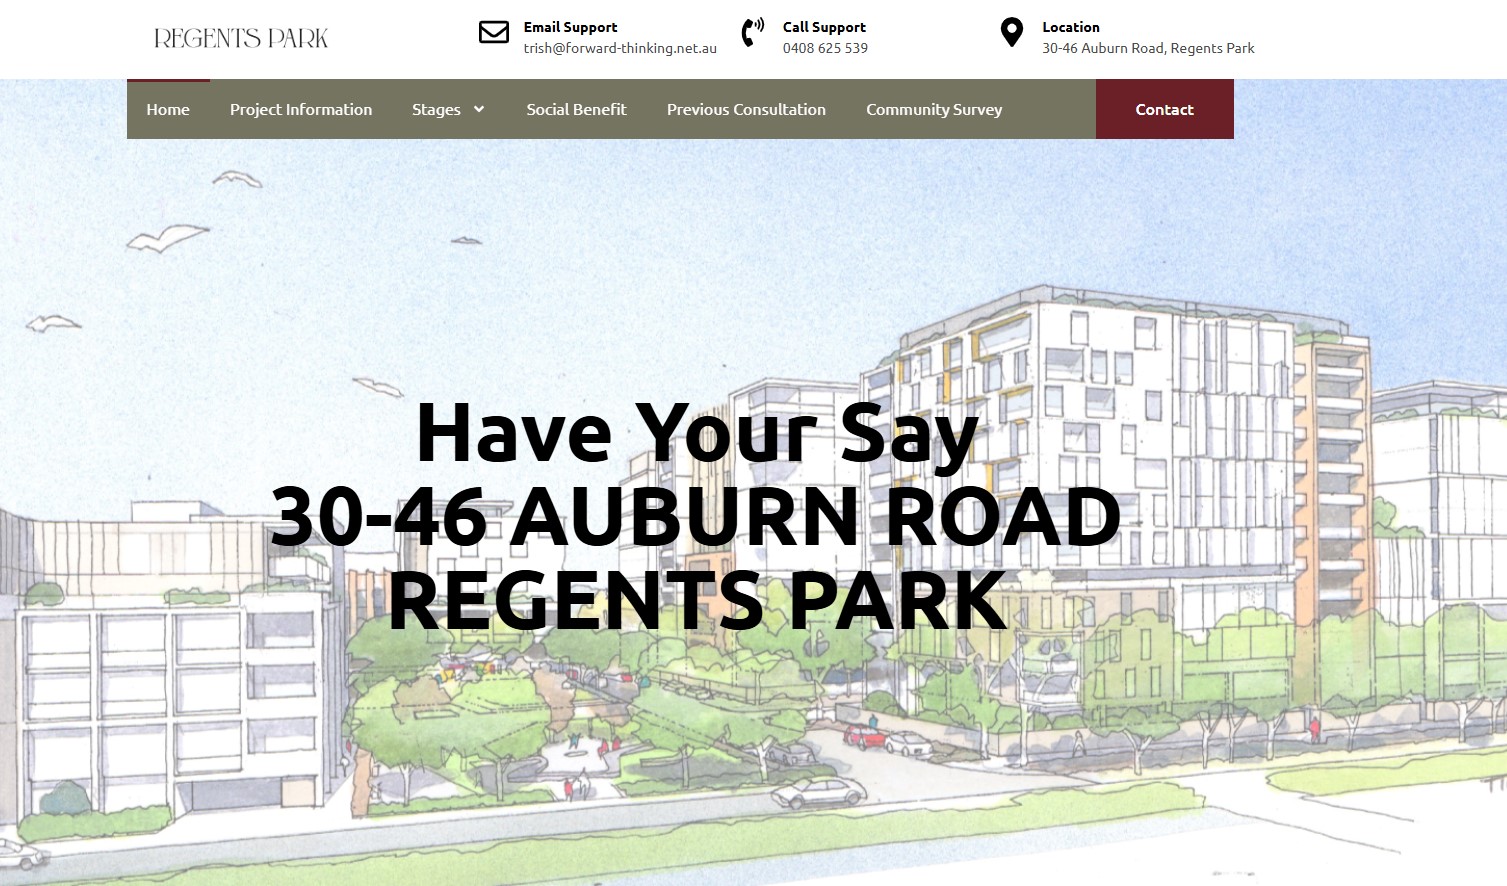 REGENTS PARK
Email Support
trish@forward-thinking.net.au
Call Support
0408 625 539
Location
30-46 Auburn Road, Regents Park
Home
Project Information
Stages
Social Benefit
Previous Consultation
Community Survey
Contact
Have Your Say
30-46 AUBURN ROAD
REGENTS PARK